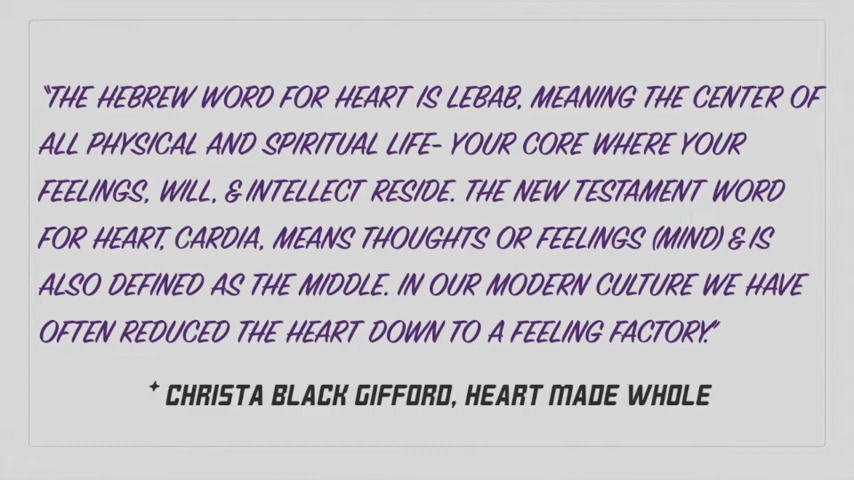 "THE HEBREW WORD FOR HEART IS LEBAB, MEANING THE CENTER OF
ALL PHYSICAL AND SPIRITUAL LIFE- YOUR CORE WHERE YOUR
FEELINGS, WILL, & INTELLECT RESIDE. THE NEW TESTAMENT WORD
FOR HEART, CARDIA, MEANS THOUGHTS OR FEELINGS (MIND) & IS
ALSO DEFINED AS THE MIDDLE. IN OUR MODERN CULTURE WE HAVE
OFTEN REDUCED THE HEART DOWN TO A FEELING FACTORY."
+ CHRISTA BLACK GIFFORD, HEART MADE WHOLE